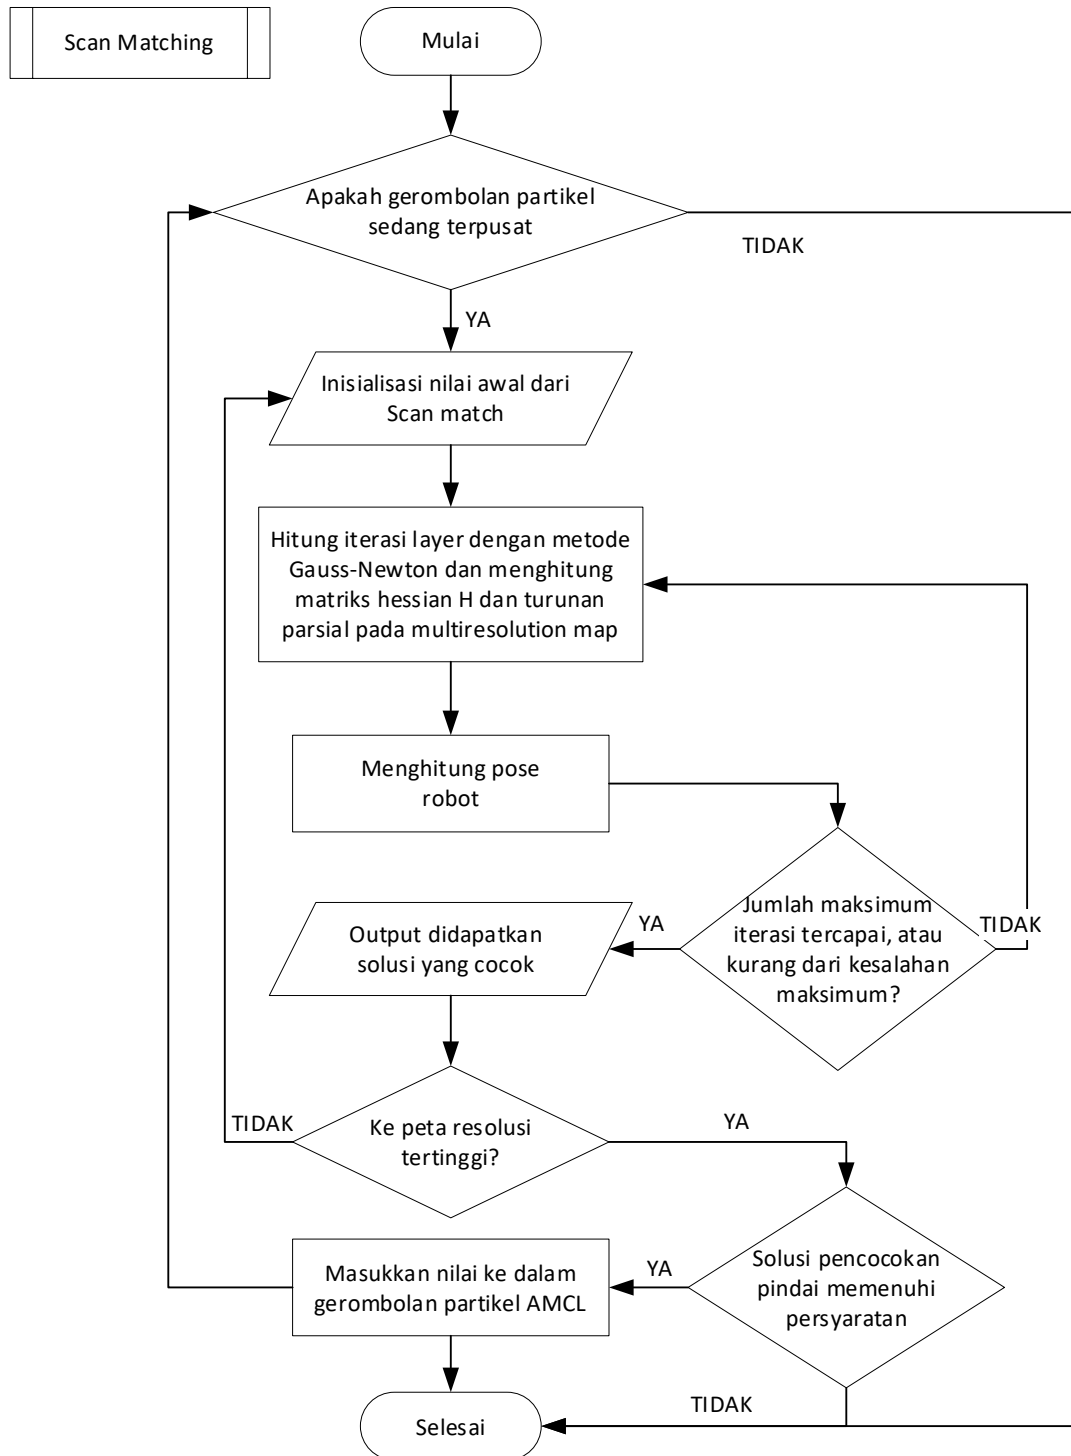 Scan Matching
Mulai
Apakah gerombolan partikel
sedang terpusat
TIDAK
YA
Inisialisasi nilai awal dari
Scan match
Hitung iterasi layer dengan metode
Gauss-Newton dan menghitung
matriks hessian H dan turunan
parsial pada multiresolution map
Menghitung pose
robot
Jumlah maksimum
iterasi tercapai, atau
kurang dari kesalahan
maksimum?
TIDAK
YA
Output didapatkan
solusi yang cocok
Ke peta resolusi
tertinggi?
TIDAK
YA
Solusi pencocokan
pindai memenuhi
persyaratan
YA
Masukkan nilai ke dalam
gerombolan partikel AMCL
TIDAK
Selesai